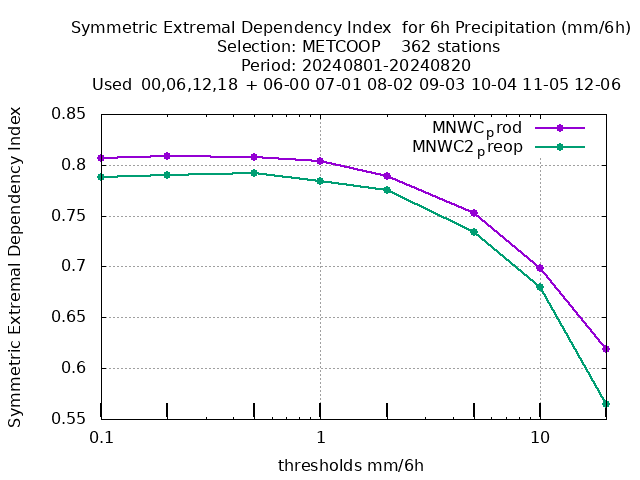 Symmetric Extremal Dependency Index  for 6h Precipitation (mm/6h)
Selection: METCOOP    362 stations
Period: 20240801-20240820
Used  00,06,12,18  + 06-00 07-01 08-02 09-03 10-04 11-05 12-06
Symmetric Extremal Dependency Index
0.85
0.8
0.75
0.7
0.65
0.6
0.55
MNWCprod
MNWC2preop
0.1
1
10
thresholds mm/6h